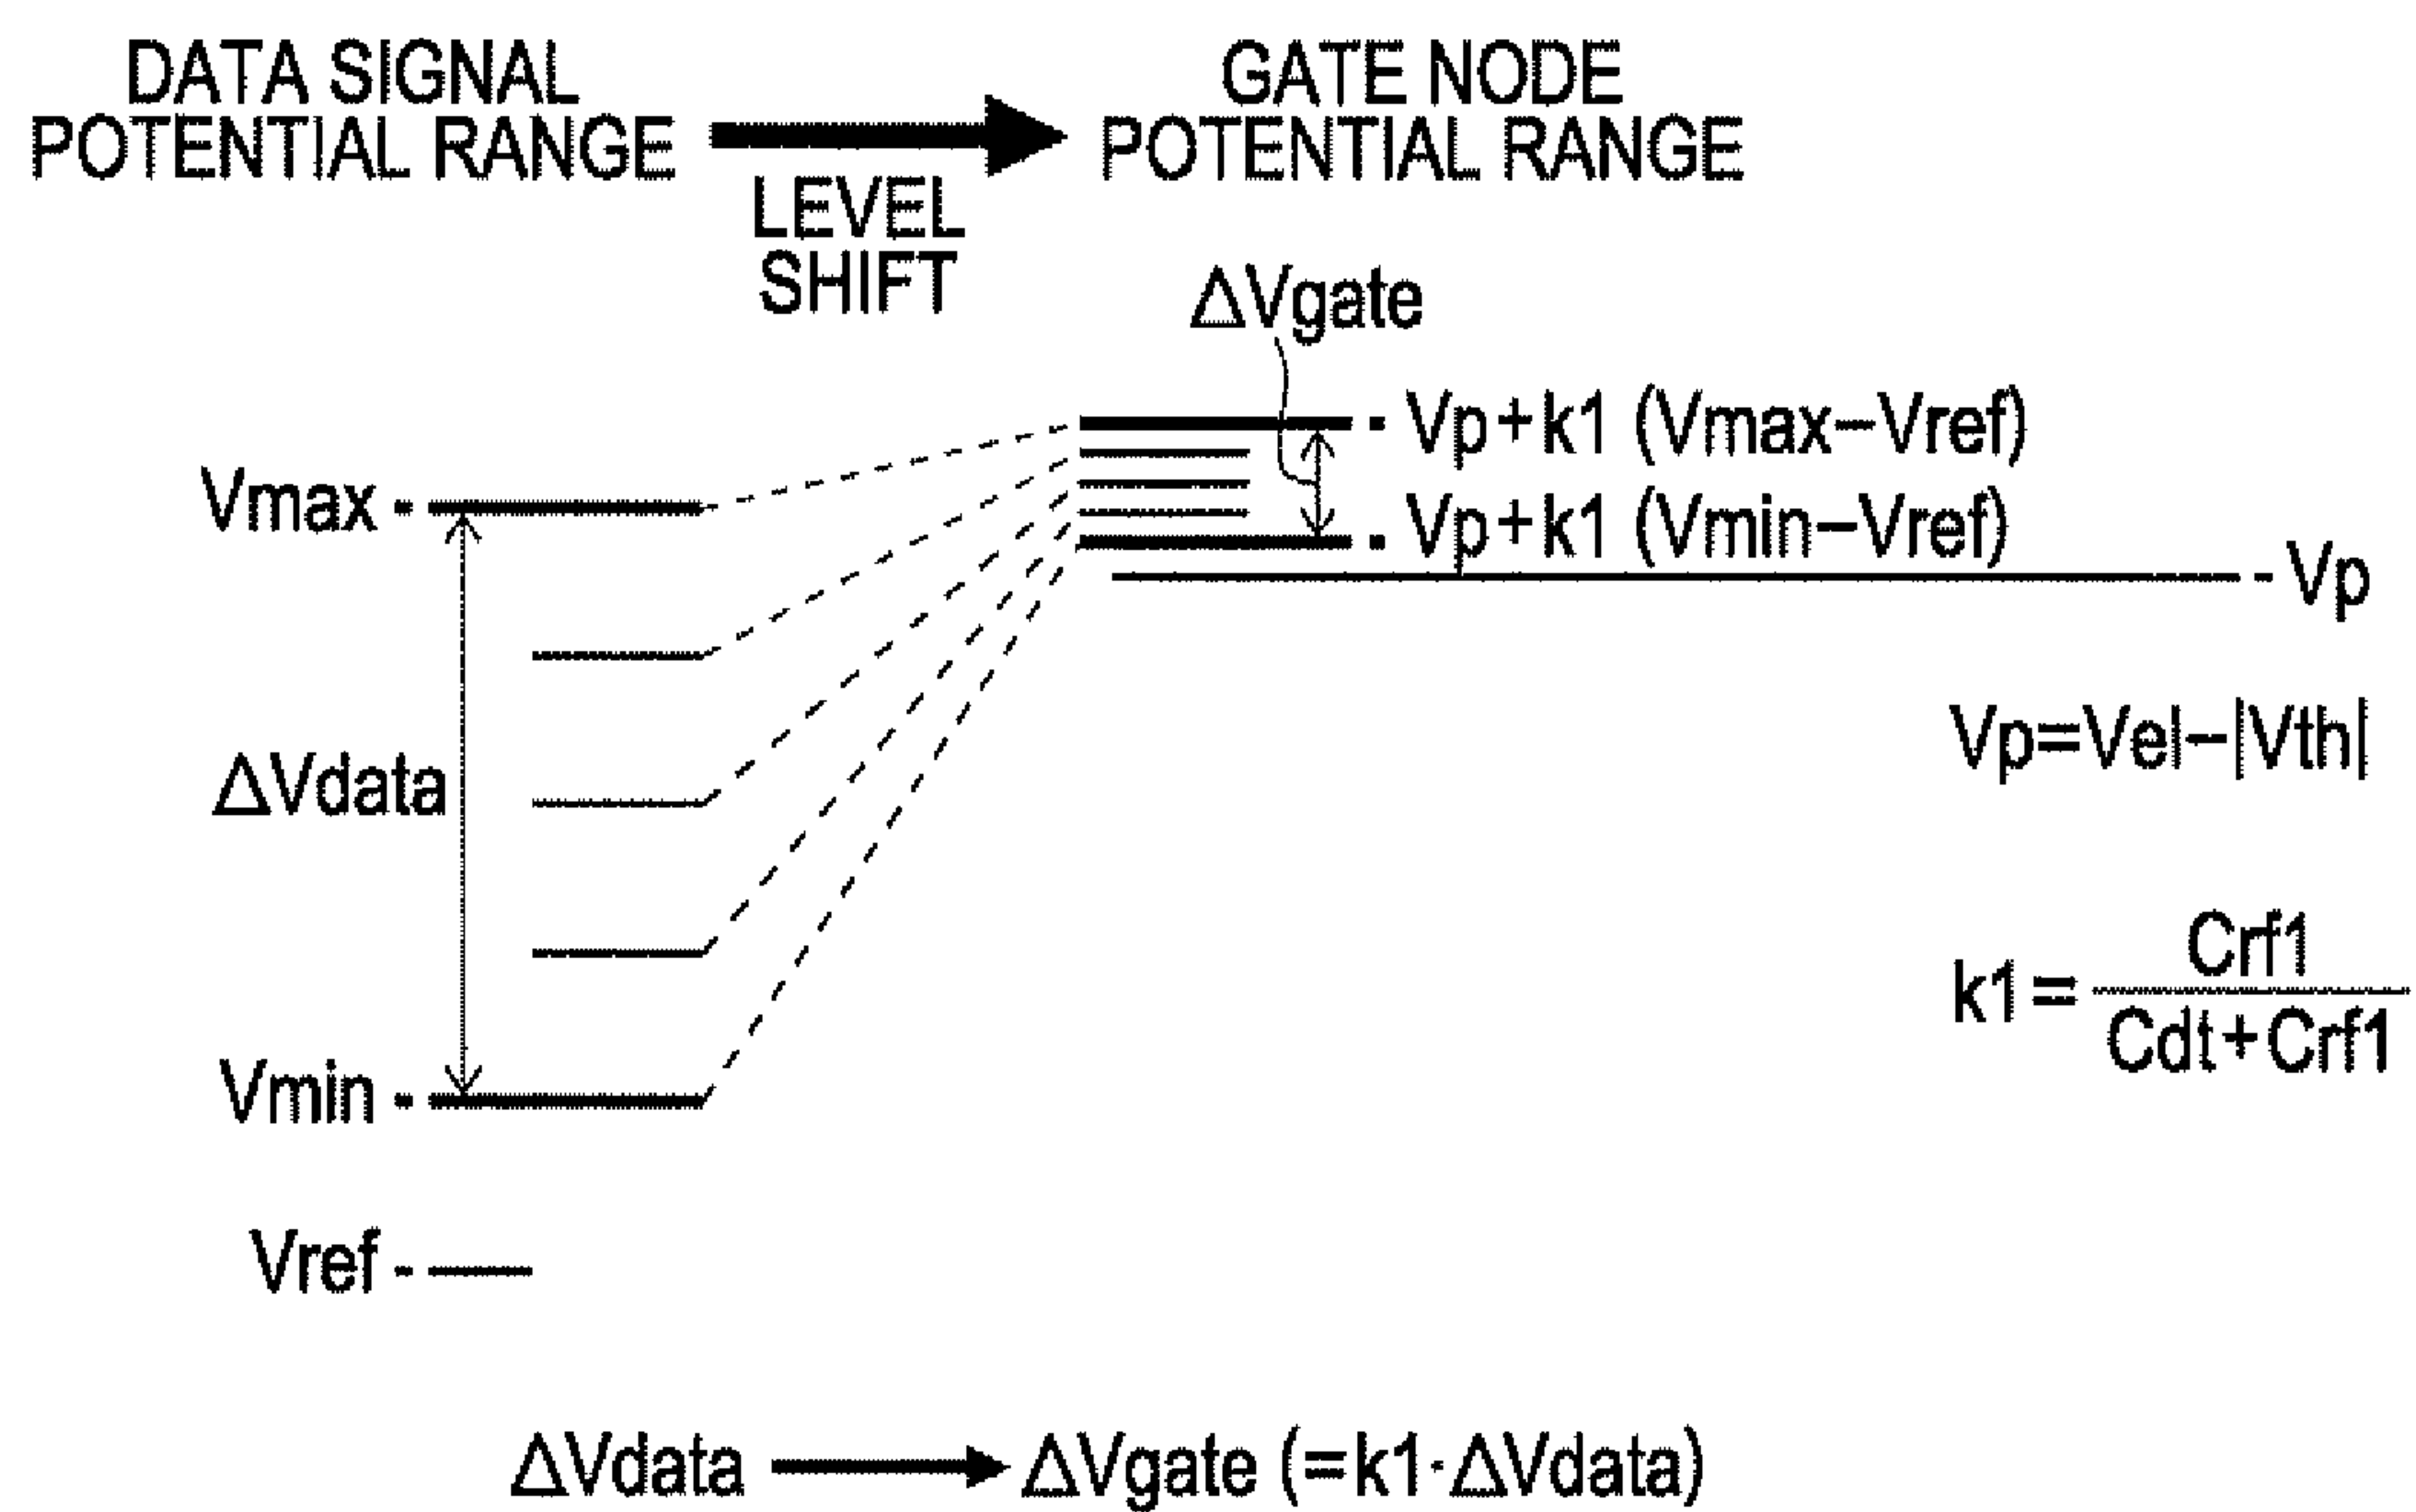 DATA SIGNAL
POTENTIAL RANGE
LEVEL
SHIFT
GATE NODE
POTENTIAL RANGE
ΔVgate
Vp+k1 (Vmax−Vref)
Vmax
Vp+k1 (Vmin−Vref)
Vp
ΔVdata
Vp=Vel−|Vth|
k1= Crf1
Cdt+Crf1
Vmin
Vref
ΔVdata → ΔVgate (=k1·ΔVdata)